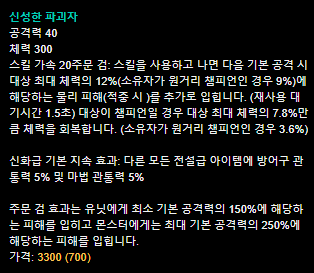 신성한 파괴자
공격력 40
체력 300
스킬 가속 20주문 검: 스킬을 사용하고 나면 다음 기본 공격 시
대상 최대 체력의 12%(소유자가 원거리 챔피언인 경우 9%)에
해당하는 물리 피해(적중 시 )를 추가로 입힙니다. (재사용 대
기시간 1.5초) 대상이 챔피언일 경우 대상 최대 체력의 7.8%만
큼 체력을 회복합니다. (소유자가 원거리 챔피언인 경우 3.6%)
신화급 기본 지속 효과: 다른 모든 전설급 아이템에 방어구 관
통력 5% 및 마법 관통력 5%
주문 검 효과는 유닛에게 최소 기본 공격력의 150%에 해당하
는 피해를 입히고 몬스터에게는 최대 기본 공격력의 250%에
해당하는 피해를 입힙니다.
가격: 3300 (700)